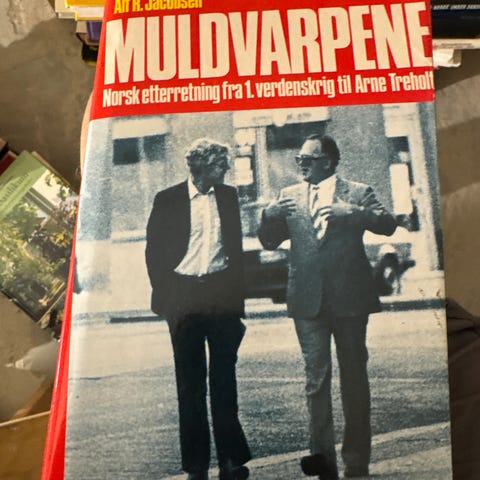 Alf R. Jacobsen
MULDVARPENE
Norsk etterretning fra 1. verdenskrig til Arne Treholt